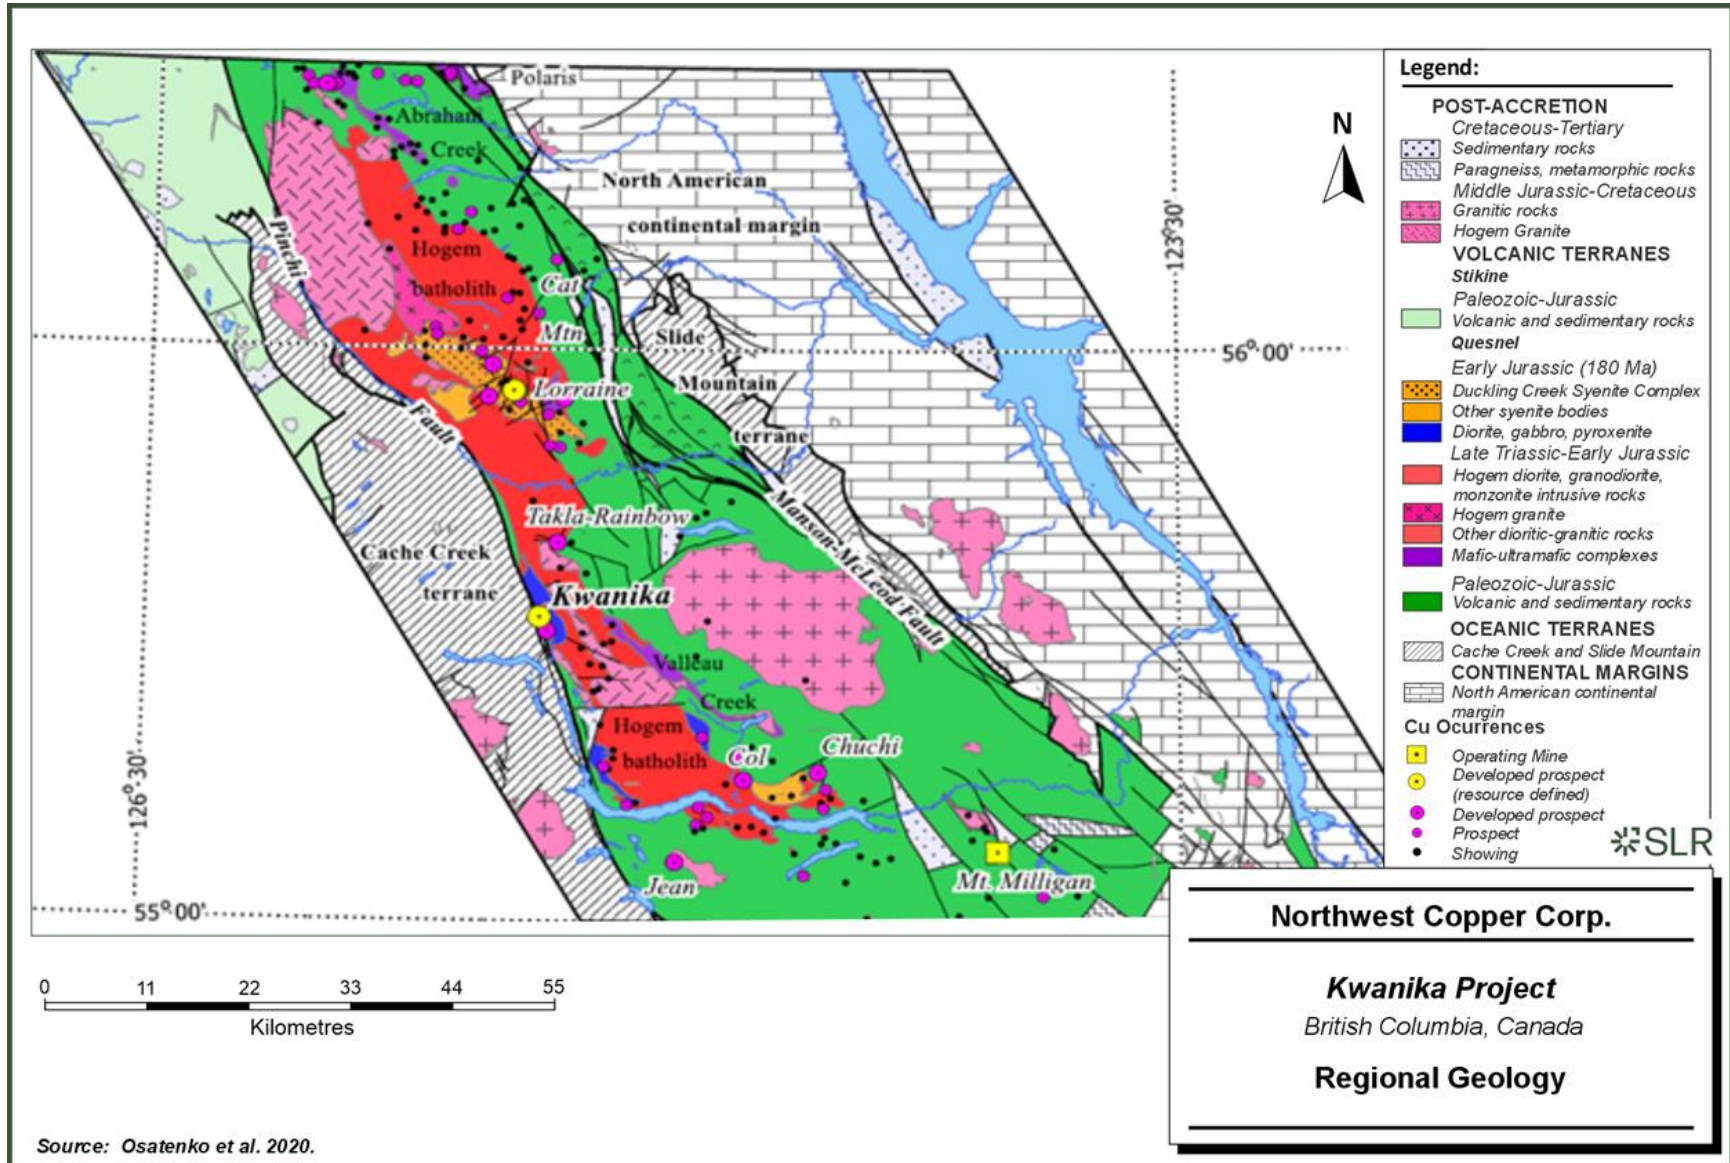 Polaris
Abraham
Creek
North American
continental margin
Pinchi
Fault
Hogem
batholith
Cat
Mtn
Slide
Mountain
terrane
Lorraine
Takla-Rainbow
Manson-McLeod Fault
Cache Creek
terrane
Kwanika
Valleau
Creek
Hogem
batholith
Col
Chuchi
Jean
Mt. Milligan
N
123°30'
56°00'
126°30'
55°00'
Legend:
POST-ACCRETION
Cretaceous-Tertiary
Sedimentary rocks
Paragneiss, metamorphic rocks
Middle Jurassic-Cretaceous
Granitic rocks
Hogem Granite
VOLCANIC TERRANES
Stikine
Paleozoic-Jurassic
Volcanic and sedimentary rocks
Quesnel
Early Jurassic (180 Ma)
Duckling Creek Syenite Complex
Other syenite bodies
Diorite, gabbro, pyroxenite
Late Triassic-Early Jurassic
Hogem diorite, granodiorite,
monzonite intrusive rocks
Hogem granite
Other dioritic-granitic rocks
Mafic-ultramafic complexes
Paleozoic-Jurassic
Volcanic and sedimentary rocks
OCEANIC TERRANES
Cache Creek and Slide Mountain
CONTINENTAL MARGINS
North American continental
margin
Cu Ocurrences
Operating Mine
Developed prospect
(resource defined)
Developed prospect
Prospect
Showing
SLR
Northwest Copper Corp.
Kwanika Project
British Columbia, Canada
Regional Geology
0 11 22 33 44 55
Kilometres
Source: Osatenko et al. 2020.